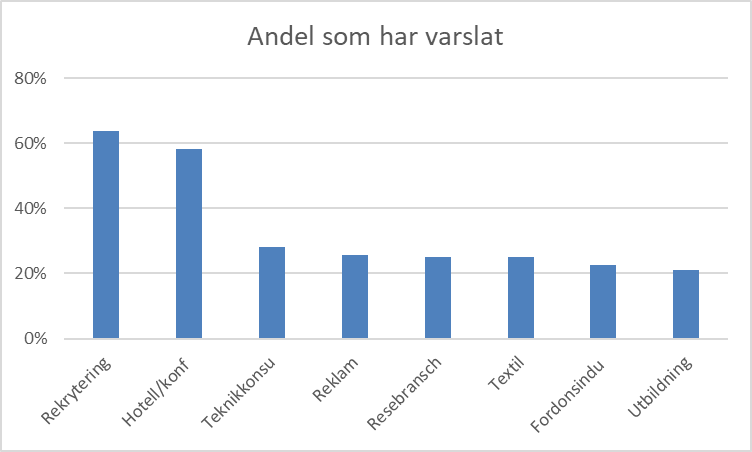 Andel som har varslat
80%
60%
40%
20%
0%
Rekrytering
Hotell/konf
Teknikkonsu
Reklam
Resebransch
Textil
Fordonsindu
Utbildning